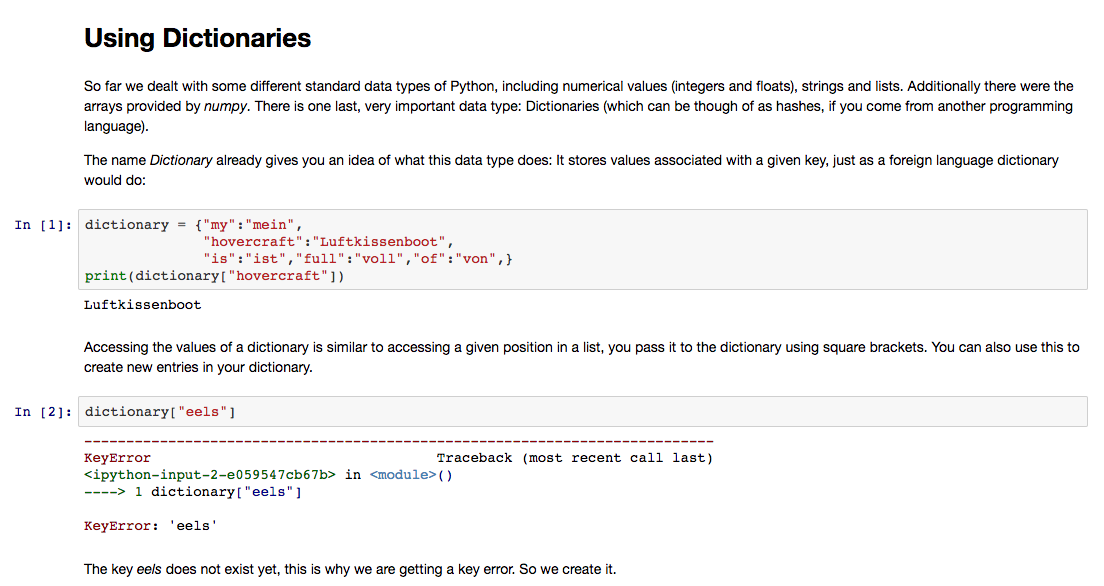 Using Dictionaries
So far we dealt with some different standard data types of Python, including numerical values (integers and floats), strings and lists. Additionally there were the
arrays provided by numpy. There is one last, very important data type: Dictionaries (which can be though of as hashes, if you come from another programming
language).
The name Dictionary already gives you an idea of what this data type does: It stores values associated with a given key, just as a foreign language dictionary
would do:
In [1]: dictionary = {"my":"mein",
"hovercraft":"Luftkissenboot",
"is":"ist","full":"voll","of":"von",}
print(dictionary["hovercraft"])
Luftkissenboot
Accessing the values of a dictionary is similar to accessing a given position in a list, you pass it to the dictionary using square brackets. You can also use this to
create new entries in your dictionary.
In [2]: dictionary["eels"]
---------------------------------------------------------------------------
KeyError Traceback (most recent call last)
<ipython-input-2-e059547cb67b> in <module>()
----> 1 dictionary["eels"]
KeyError: 'eels'
The key eels does not exist yet, this is why we are getting a key error. So we create it.